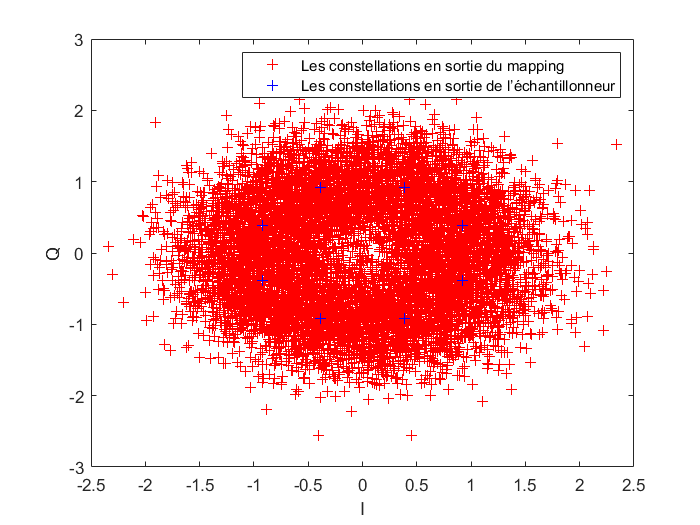 3
Les constellations en sortie du mapping
Les constellations en sortie de l'échantillonneur
2
1
Q
0
-1
-2
-3
-2.5 -2 -1.5 -1 -0.5 0 0.5 1 1.5 2 2.5
I